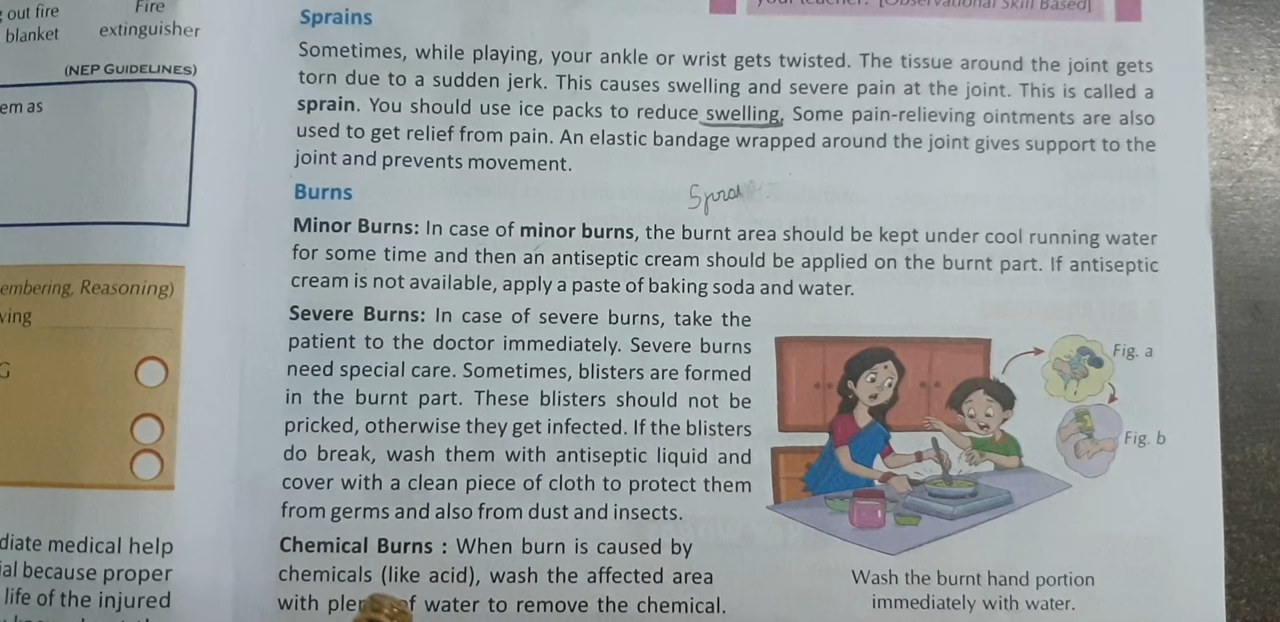 out fire
blanket
Fire
extinguisher
(NEP GUIDELINES)
em as
embering, Reasoning)
ving
G
diate medical help
ial because proper
life of the injured
your teacher. [Observational Skill Based]
Sprains
Sometimes, while playing, your ankle or wrist gets twisted. The tissue around the joint gets
torn due to a sudden jerk. This causes swelling and severe pain at the joint. This is called a
sprain. You should use ice packs to reduce swelling. Some pain-relieving ointments are also
used to get relief from pain. An elastic bandage wrapped around the joint gives support to the
joint and prevents movement.
Burns
Minor Burns: In case of minor burns, the burnt area should be kept under cool running water
for some time and then an antiseptic cream should be applied on the burnt part. If antiseptic
cream is not available, apply a paste of baking soda and water.
Severe Burns: In case of severe burns, take the
patient to the doctor immediately. Severe burns
need special care. Sometimes, blisters are formed
in the burnt part. These blisters should not be
pricked, otherwise they get infected. If the blisters
do break, wash them with antiseptic liquid and
cover with a clean piece of cloth to protect them
from germs and also from dust and insects.
Chemical Burns : When burn is caused by
chemicals (like acid), wash the affected area
with of water to remove the chemical.
Fig. a
Fig. b
Wash the burnt hand portion
immediately with water.